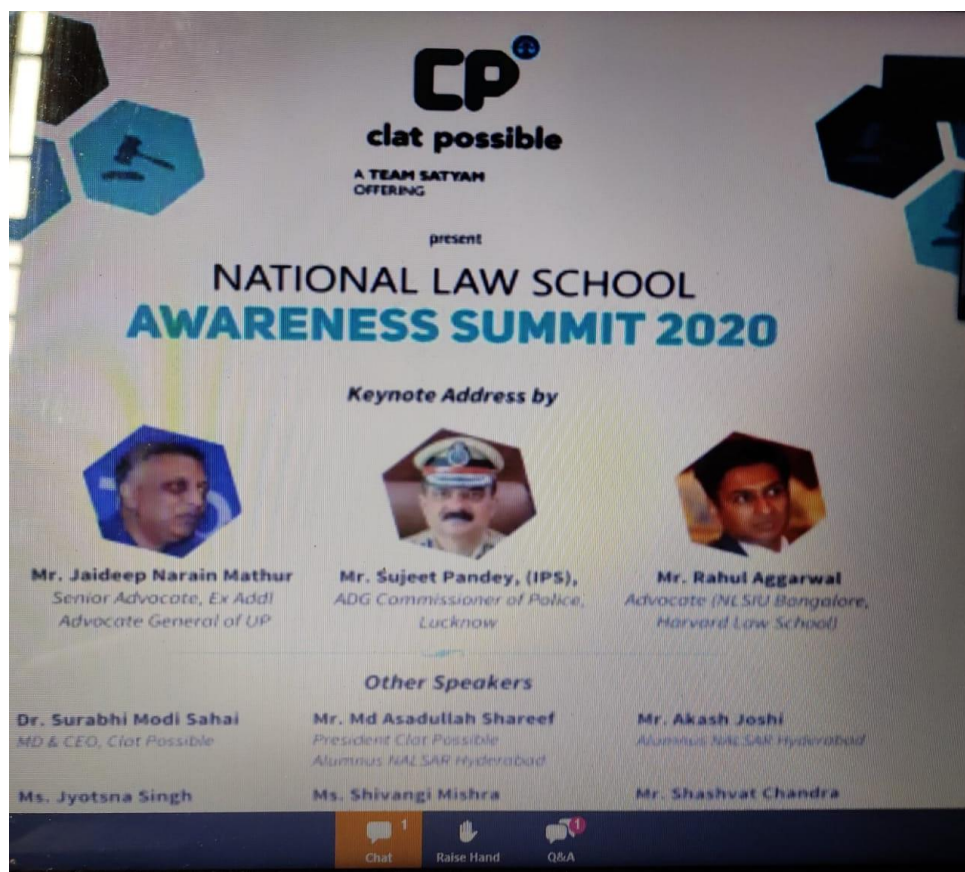 CP
clat possible
A TEAM SATYAM
OFFERING
present
NATIONAL LAW SCHOOL
AWARENESS SUMMIT 2020
Keynote Address by
Mr. Jaideep Narain Mathur
Senior Advocate, Ex Addl
Advocate General of UP
Mr. Sujeet Pandey, (IPS),
ADG Commissioner of Police,
Lucknow
Mr. Rahul Aggarwal
Advocate (NLSIU Bangalore,
Harvard Law School)
Other Speakers
Dr. Surabhi Modi Sahai
MD & CEO, Clat Possible
Mr. Md Asadullah Shareef
President Clat Possible
Alumnus NALSAR Hyderabad
Mr. Akash Joshi
Alumnus NALSAR Hyderabad
Ms. Jyotsna Singh
Ms. Shivangi Mishra
Mr. Shashvat Chandra
Chat 1
Raise Hand
Q&A 1